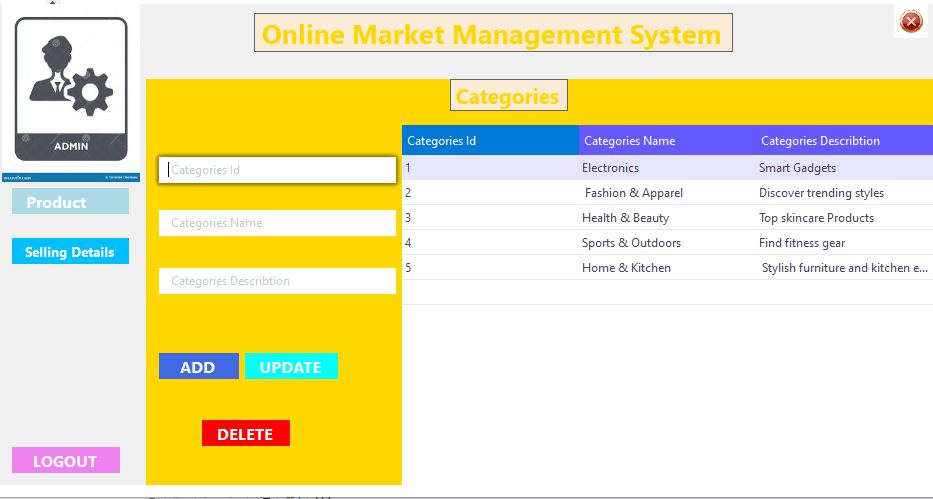 Online Market Management System
ADMIN
Product
Selling Details
LOGOUT
Categories
Categories Id
Categories Name
Categories Describtion
ADD UPDATE
DELETE
Categories Id Categories Name Categories Describtion
1 Electronics Smart Gadgets
2 Fashion & Apparel Discover trending styles
3 Health & Beauty Top skincare Products
4 Sports & Outdoors Find fitness gear
5 Home & Kitchen Stylish furniture and kitchen e...